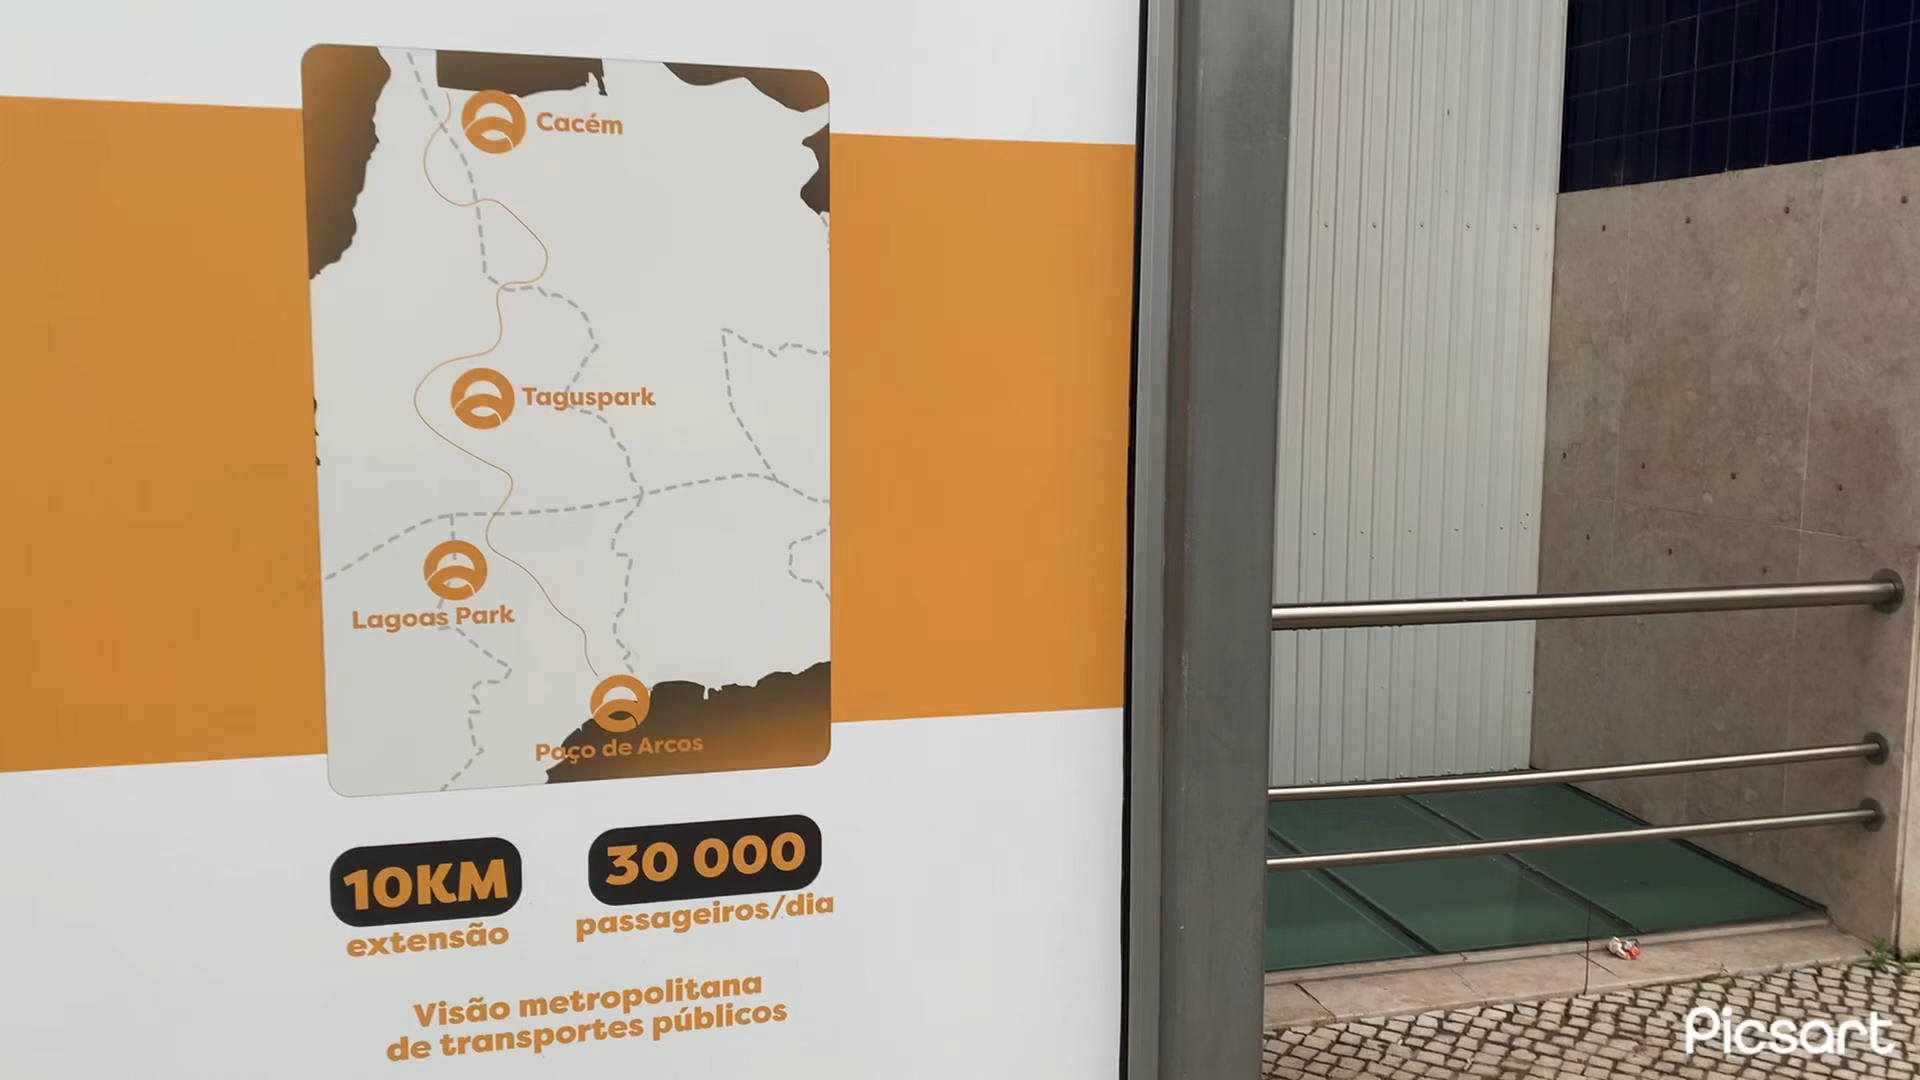 Cacém
Taguspark
Lagoas Park
Paço de Arcos
10KM
extensão
30 000
passageiros/dia
Visão metropolitana
de transportes públicos
Picsart